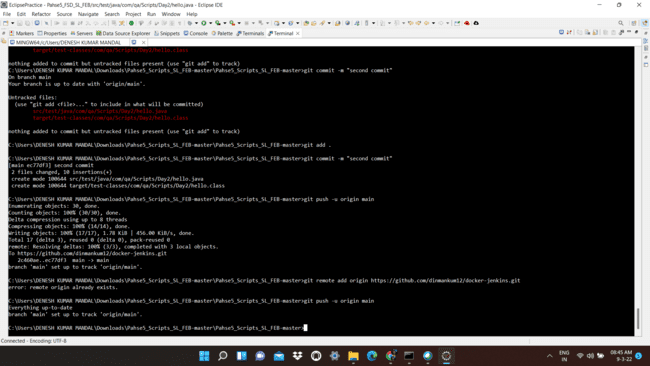 EclipsePractice - Pahse5_FSD_SL_FEB/src/test/java/com/qa/Scripts/Day2/hello.java - Eclipse IDE
File Edit Source Refactor Navigate Search Project Run Window Help
Markers Properties Servers Data Source Explorer Snippets Console Palette Terminals Terminal
MINGW64:/c/Users/DENESH KUMAR MANDAL
target/test-classes/com/qa/Scripts/Day2/hello.class
nothing added to commit but untracked files present (use "git add" to track)
C:\Users\DENESH KUMAR MANDAL\Downloads\Pahse5_Scripts_SL_FEB-master\Pahse5_Scripts_SL_FEB-master>git commit -m "second commit"
On branch main
Your branch is up to date with 'origin/main'.
Untracked files:
(use "git add <file>..." to include in what will be committed)
src/test/java/com/qa/Scripts/Day2/hello.java
target/test-classes/com/qa/Scripts/Day2/hello.class
nothing added to commit but untracked files present (use "git add" to track)
C:\Users\DENESH KUMAR MANDAL\Downloads\Pahse5_Scripts_SL_FEB-master\Pahse5_Scripts_SL_FEB-master>git add .
C:\Users\DENESH KUMAR MANDAL\Downloads\Pahse5_Scripts_SL_FEB-master\Pahse5_Scripts_SL_FEB-master>git commit -m "second commit"
[main ec77df3] second commit
2 files changed, 10 insertions(+)
create mode 100644 src/test/java/com/qa/Scripts/Day2/hello.java
create mode 100644 target/test-classes/com/qa/Scripts/Day2/hello.class
C:\Users\DENESH KUMAR MANDAL\Downloads\Pahse5_Scripts_SL_FEB-master\Pahse5_Scripts_SL_FEB-master>git push -u origin main
Enumerating objects: 30, done.
Counting objects: 100% (30/30), done.
Delta compression using up to 8 threads
Compressing objects: 100% (14/14), done.
Writing objects: 100% (17/17), 1.78 KiB | 456.00 KiB/s, done.
Total 17 (delta 3), reused 0 (delta 0), pack-reused 0
remote: Resolving deltas: 100% (3/3), completed with 3 local objects.
To https://github.com/dinmankum12/docker-jenkins.git
2c460ae..ec77df3 main -> main
branch 'main' set up to track 'origin/main'.
C:\Users\DENESH KUMAR MANDAL\Downloads\Pahse5_Scripts_SL_FEB-master\Pahse5_Scripts_SL_FEB-master>git remote add origin https://github.com/dinmankum12/docker-jenkins.git
error: remote origin already exists.
C:\Users\DENESH KUMAR MANDAL\Downloads\Pahse5_Scripts_SL_FEB-master\Pahse5_Scripts_SL_FEB-master>git push -u origin main
Everything up-to-date
branch 'main' set up to track 'origin/main'.
C:\Users\DENESH KUMAR MANDAL\Downloads\Pahse5_Scripts_SL_FEB-master\Pahse5_Scripts_SL_FEB-master>
Connected - Encoding: UTF-8
ENG
IN
08:45 AM
9-3-22